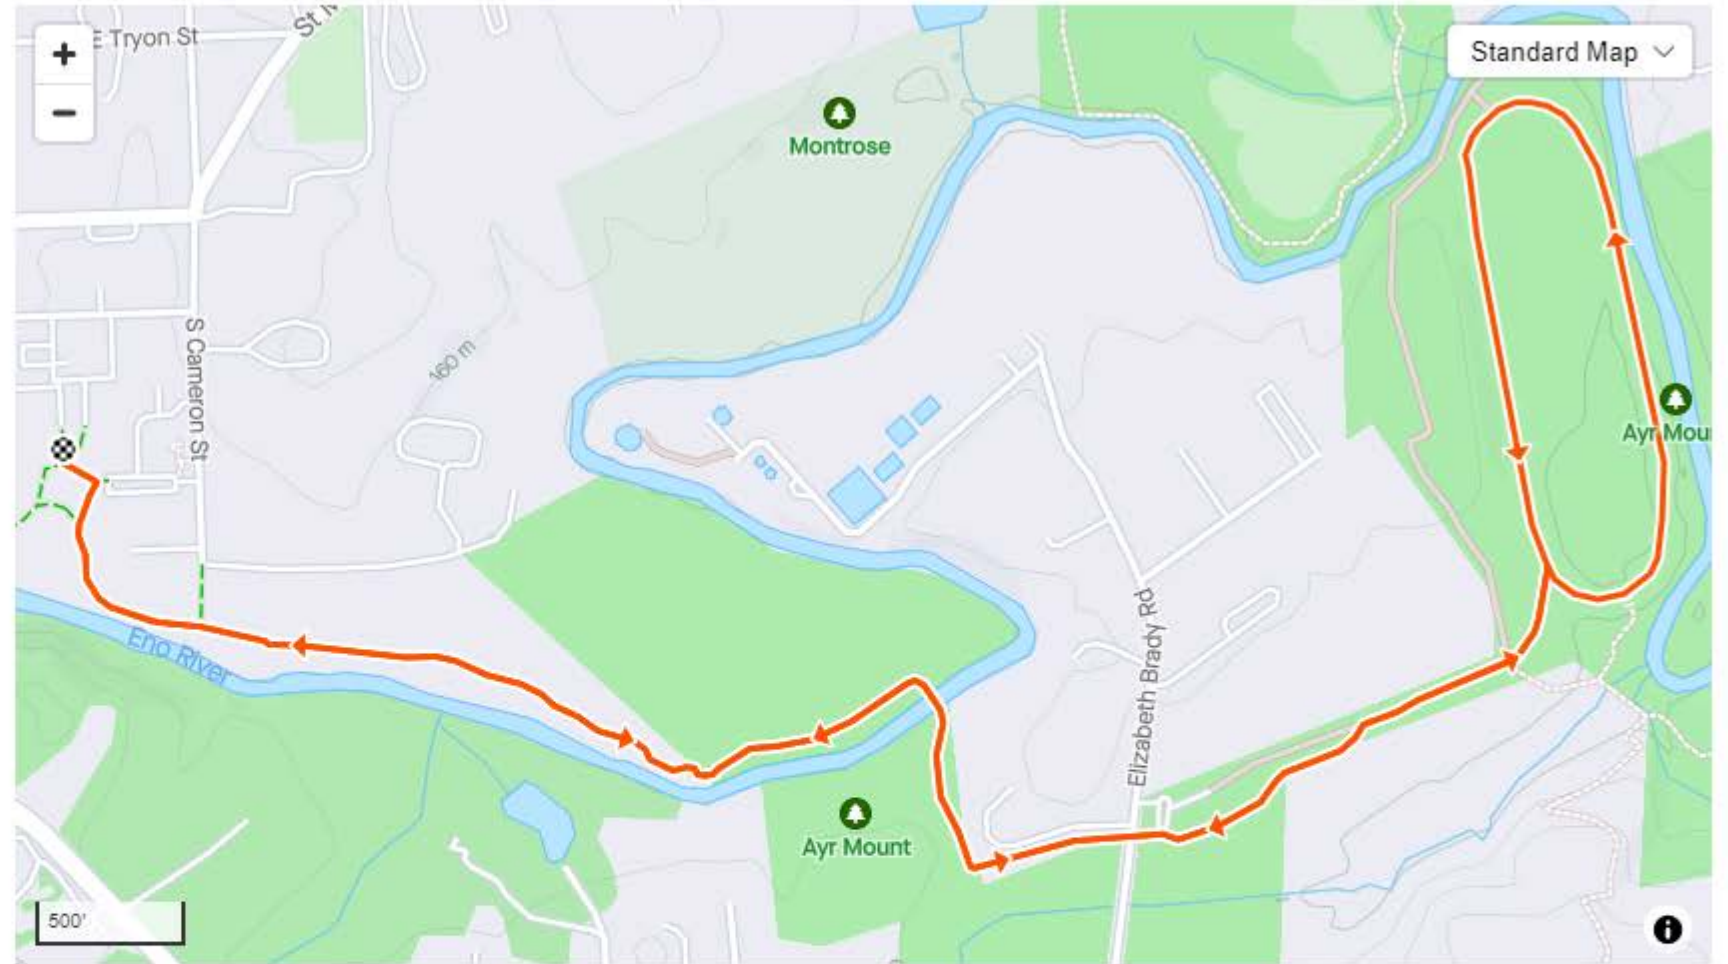 +
−
E Tryon St
St M
Standard Map
Montrose
S Cameron St
160 m
Ayr Mou
Eno River
Elizabeth Brady Rd
Ayr Mount
500'
i